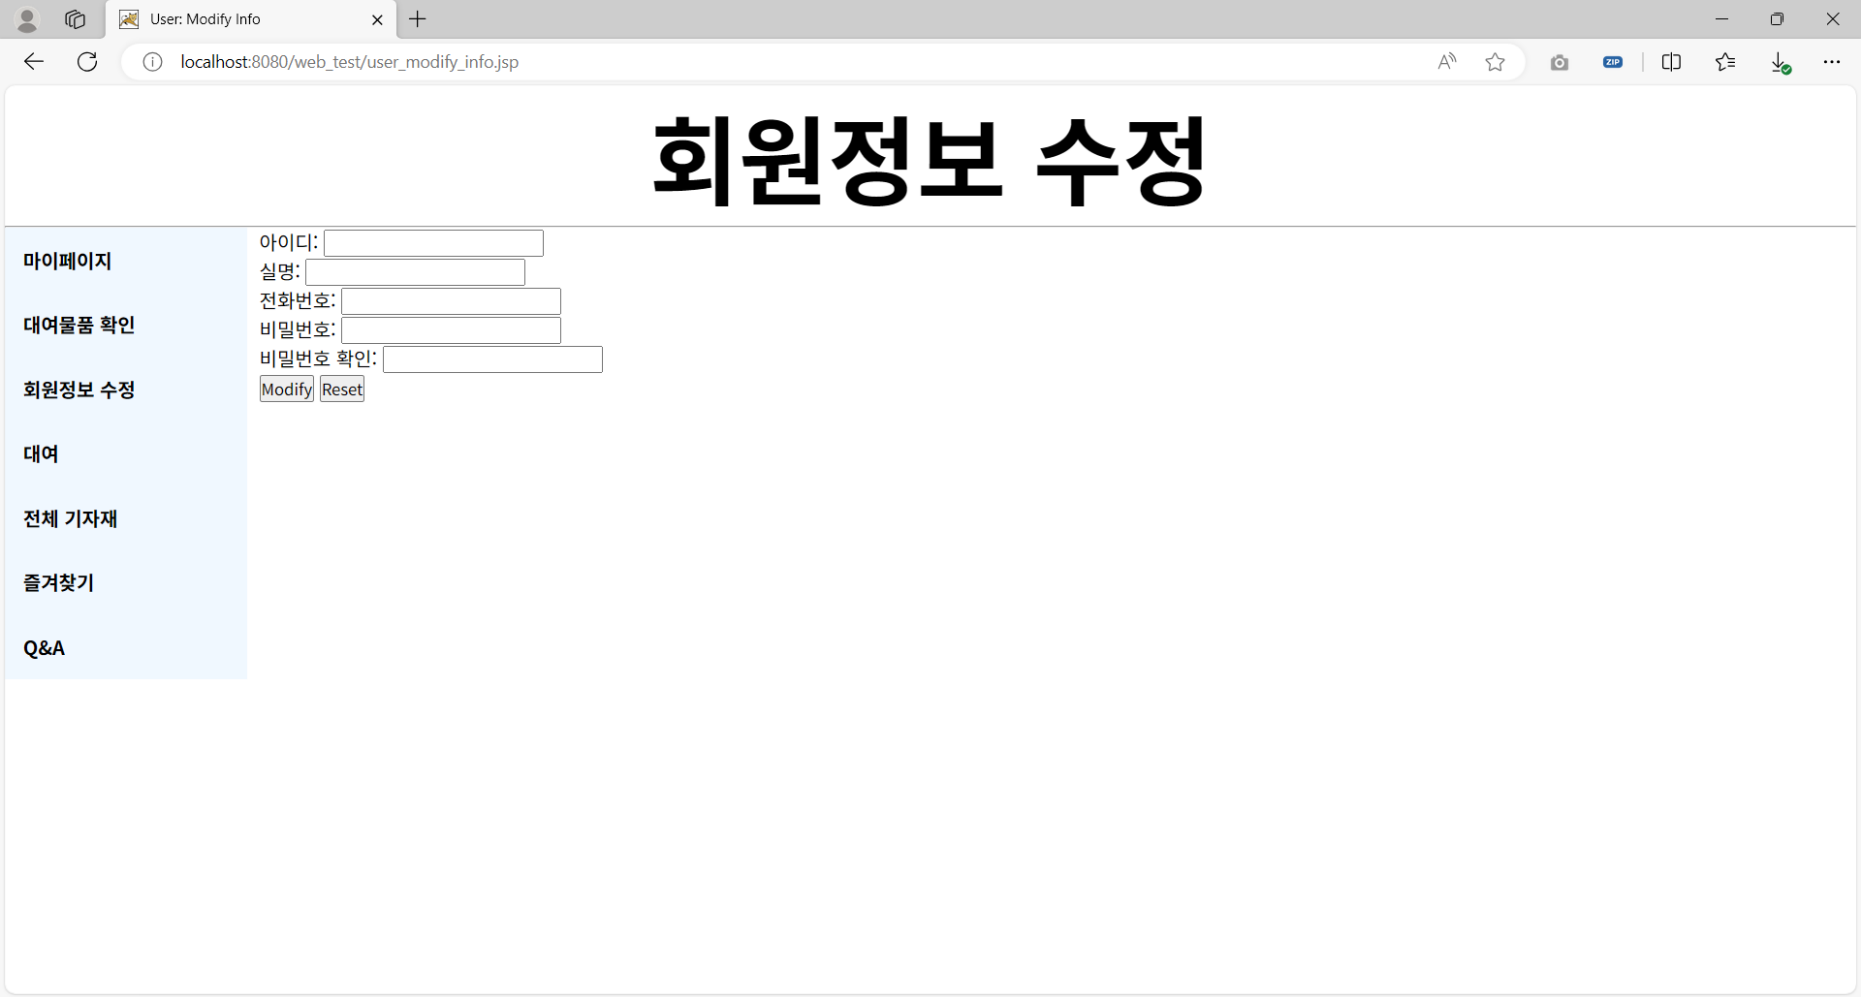 User: Modify Info
localhost:8080/web_test/user_modify_info.jsp
A
ZIP
회원정보 수정
마이페이지
대여물품 확인
회원정보 수정
대여
전체 기자재
즐겨찾기
Q&A
아이디:
실명:
전화번호:
비밀번호:
비밀번호 확인:
Modify Reset